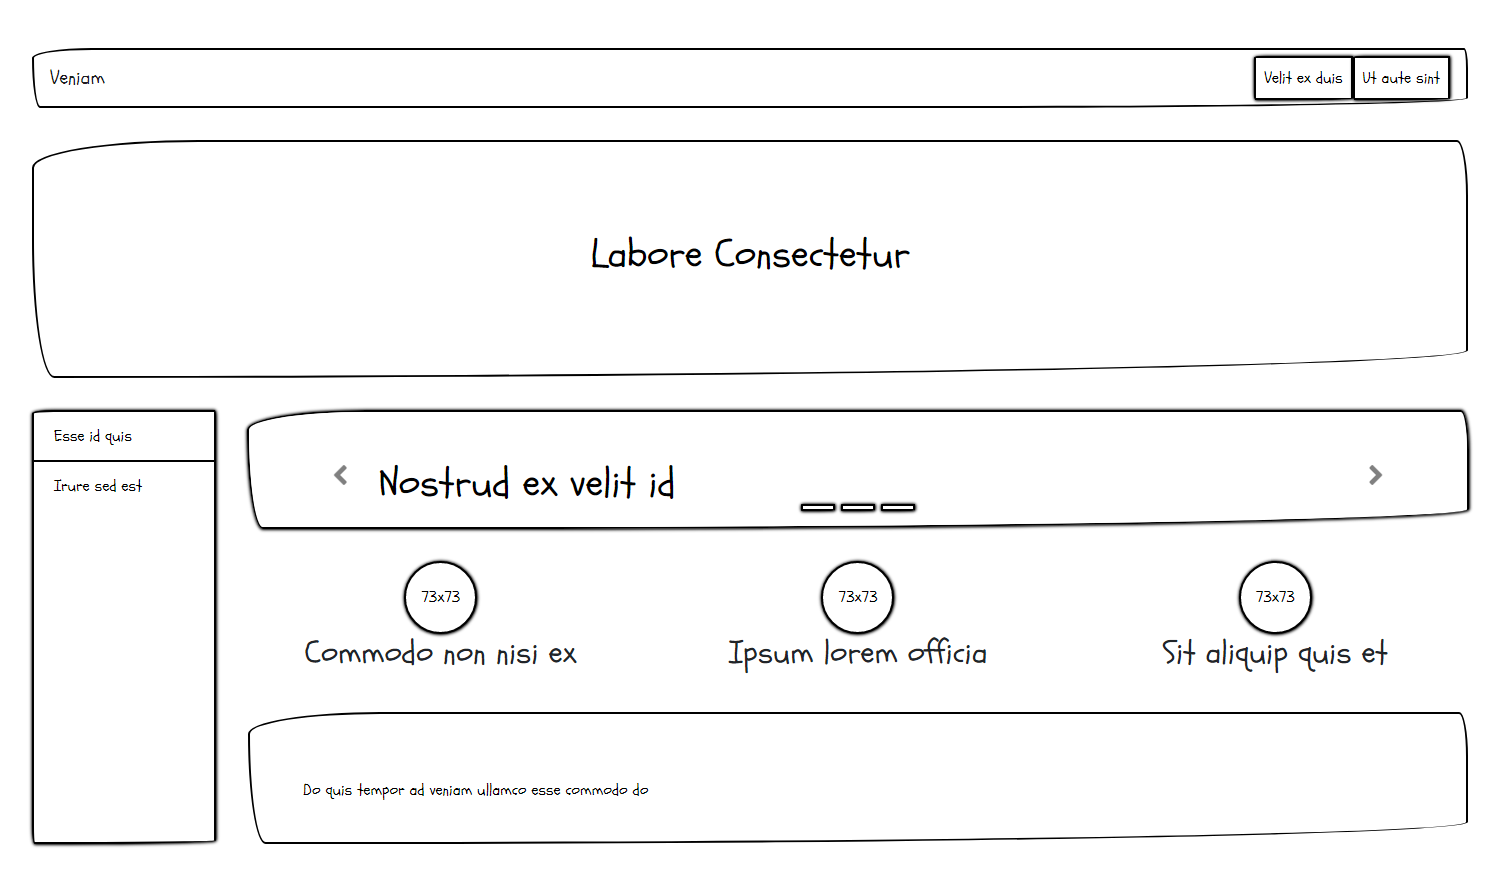 Veniam
Velit ex duis
Ut aute sint
Labore Consectetur
Esse id quis
Irure sed est
Nostrud ex velit id
73x73
73x73
73x73
Commodo non nisi ex
Ipsum lorem officia
Sit aliquip quis et
Do quis tempor ad veniam ullamco esse commodo do